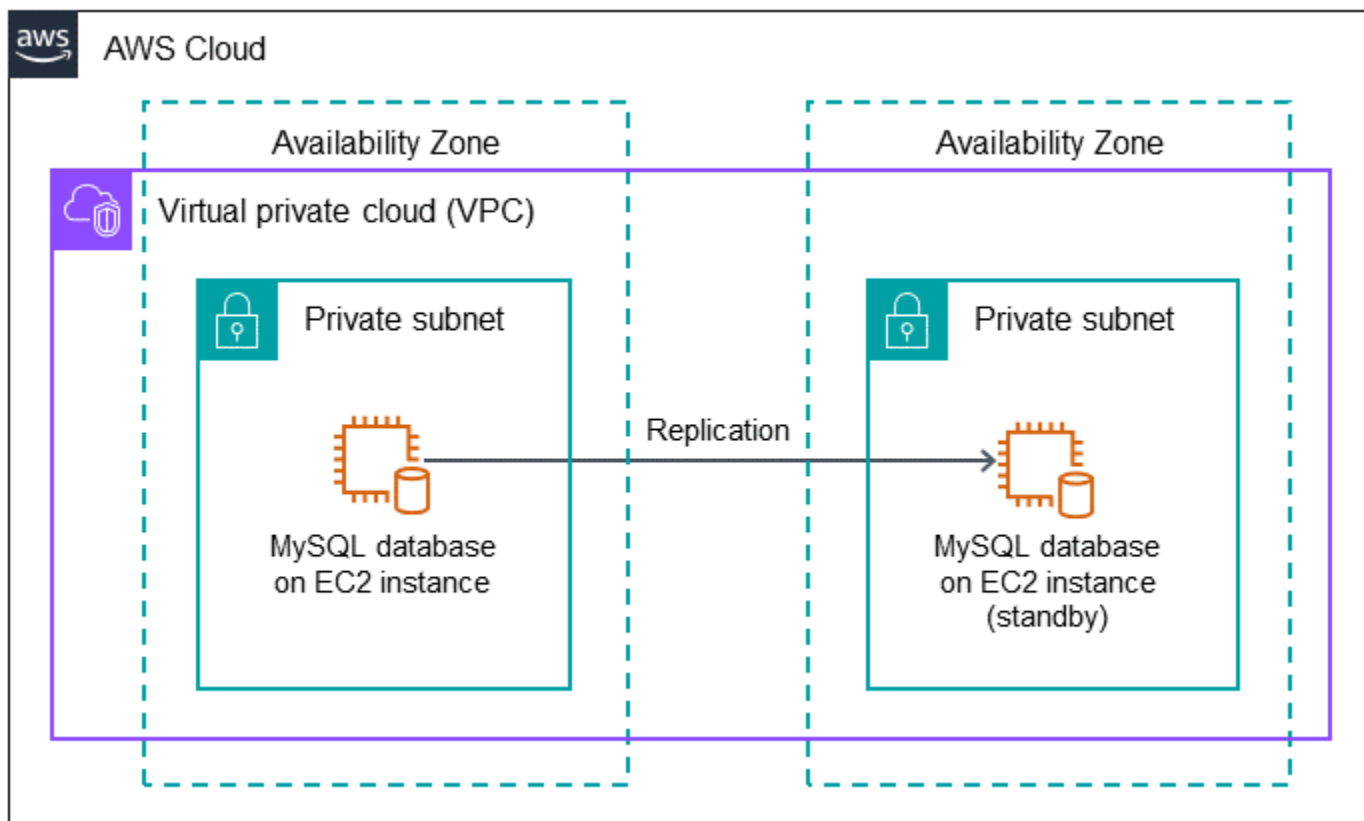 aws
AWS Cloud
Availability Zone
Availability Zone
Virtual private cloud (VPC)
Private subnet
Private subnet
Replication
MySQL database
on EC2 instance
MySQL database
on EC2 instance
(standby)